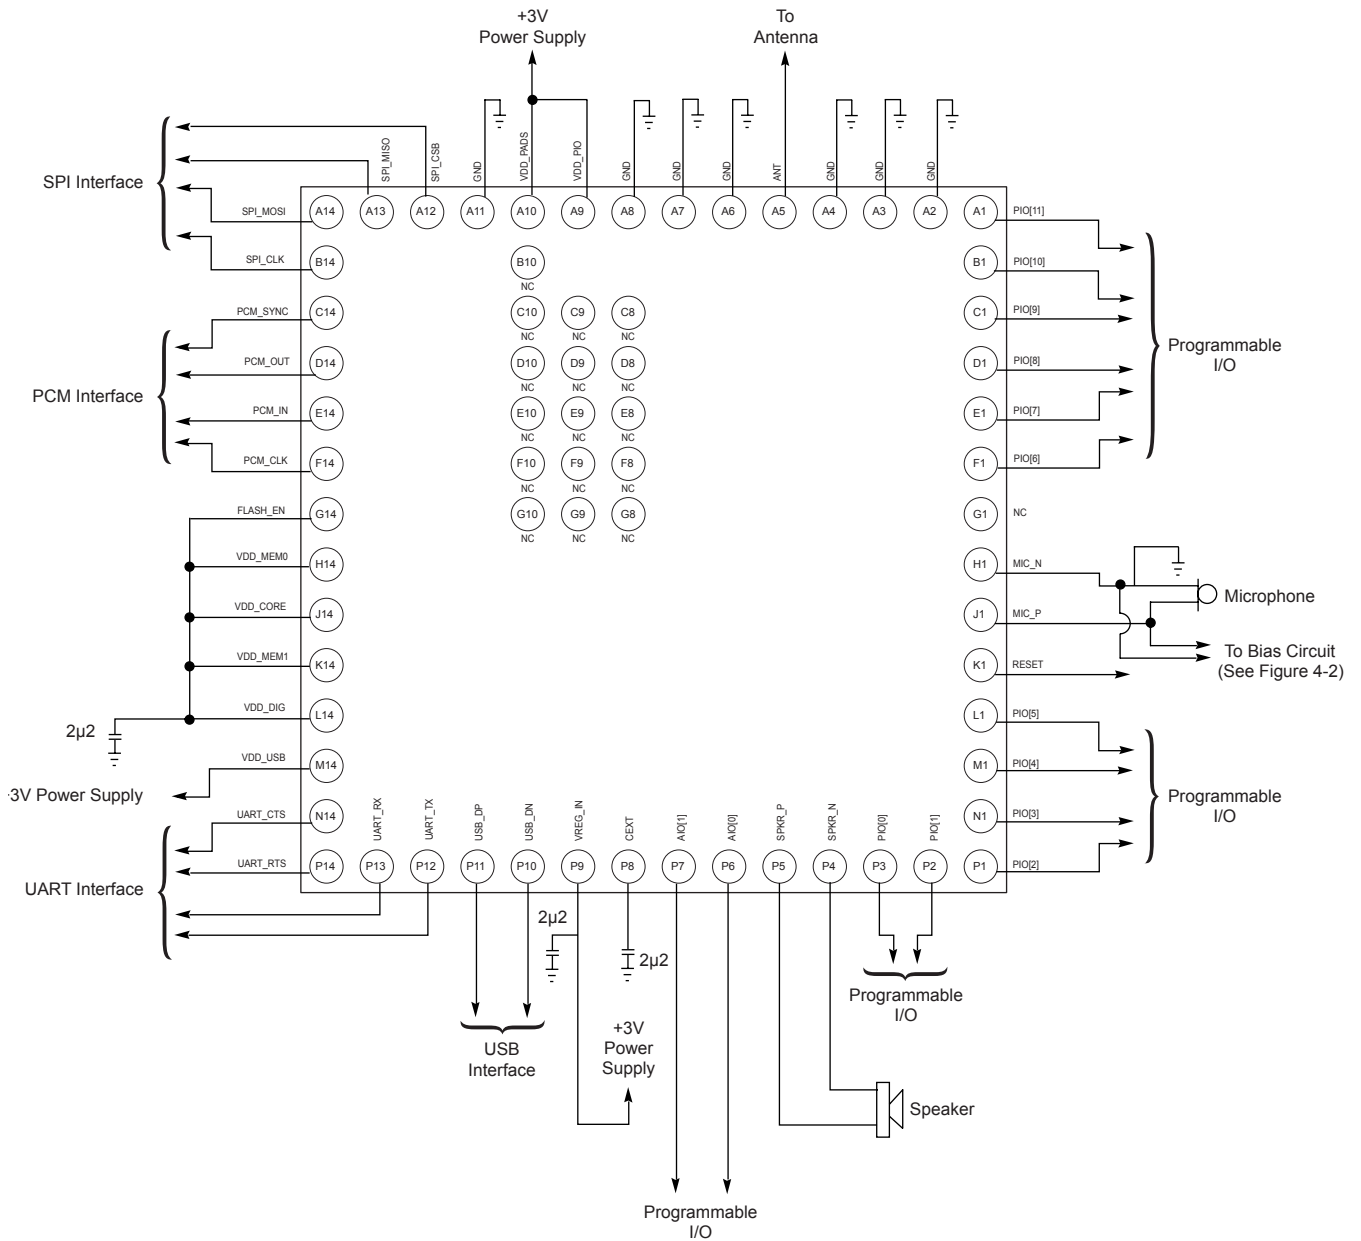 +3V
Power Supply
To
Antenna
SPI Interface
SPI_MISO
SPI_CSB
GND
VDD_PADS
VDD_PIO
GND
GND
GND
ANT
GND
GND
GND
SPI_MOSI
A14
A13
A12
A11
A10
A9
A8
A7
A6
A5
A4
A3
A2
A1
PIO[11]
SPI_CLK
B14
B10
NC
B1
PIO[10]
PCM_SYNC
C14
C10
NC
C9
NC
C8
NC
C1
PIO[9]
PCM Interface
PCM_OUT
D14
D10
NC
D9
NC
D8
NC
D1
PIO[8]
Programmable
I/O
PCM_IN
E14
E10
NC
E9
NC
E8
NC
E1
PIO[7]
PCM_CLK
F14
F10
NC
F9
NC
F8
NC
F1
PIO[6]
FLASH_EN
G14
G10
NC
G9
NC
G8
NC
G1
NC
VDD_MEM0
H14
H1
MIC_N
Microphone
VDD_CORE
J14
J1
MIC_P
To Bias Circuit
(See Figure 4-2)
VDD_MEM1
K14
K1
RESET
2µ2
VDD_DIG
L14
L1
PIO[5]
VDD_USB
M14
M1
PIO[4]
3V Power Supply
Programmable
I/O
UART_CTS
N14
N1
PIO[3]
UART_RX
UART_TX
USB_DP
USB_DN
VREG_IN
CEXT
AIO[1]
AIO[0]
SPKR_P
SPKR_N
PIO[0]
PIO[1]
UART_RTS
P14
P13
P12
P11
P10
P9
P8
P7
P6
P5
P4
P3
P2
P1
PIO[2]
UART Interface
2µ2
2µ2
Programmable
I/O
USB
Interface
+3V
Power
Supply
Speaker
Programmable
I/O